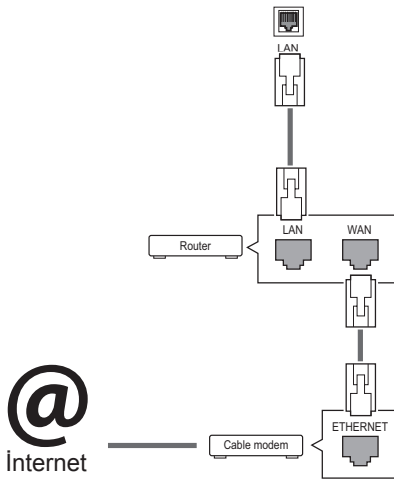 LAN
LAN
WAN
Router
ETHERNET
Cable modem
@
İnternet